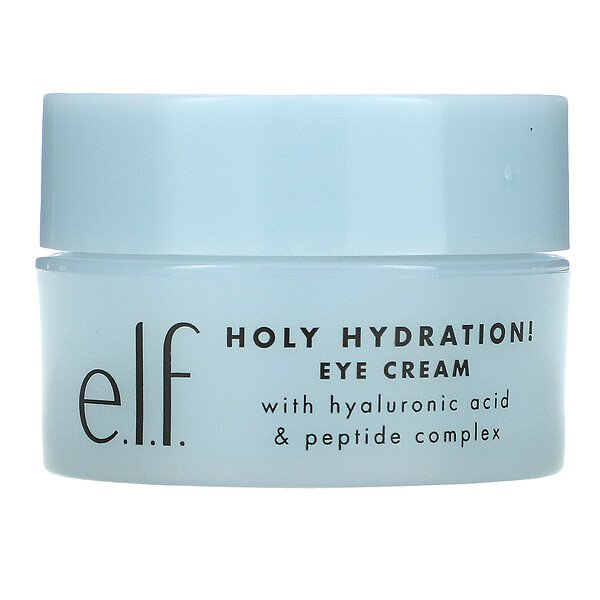 e.l.f.
HOLY HYDRATION!
EYE CREAM
with hyaluronic acid
& peptide complex